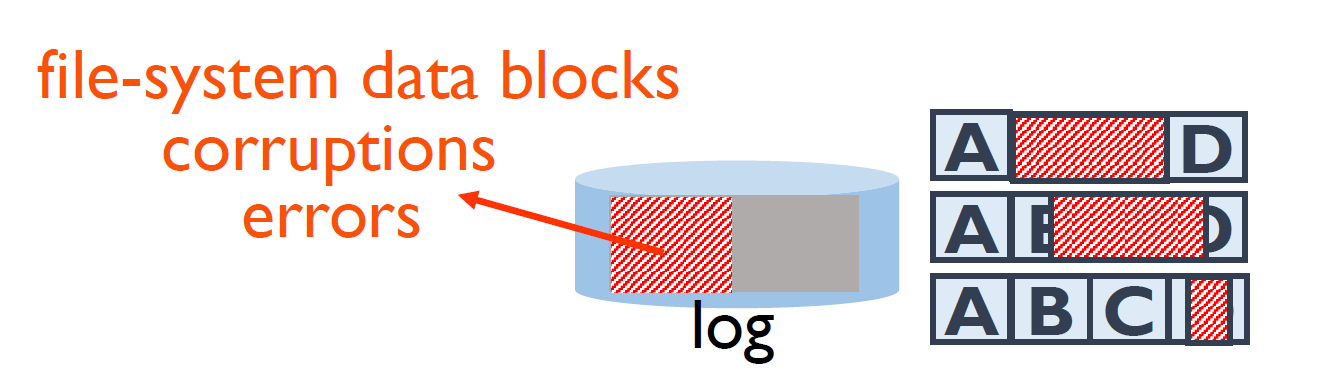 file-system data blocks
corruptions
errors
log
A D
A
A B C